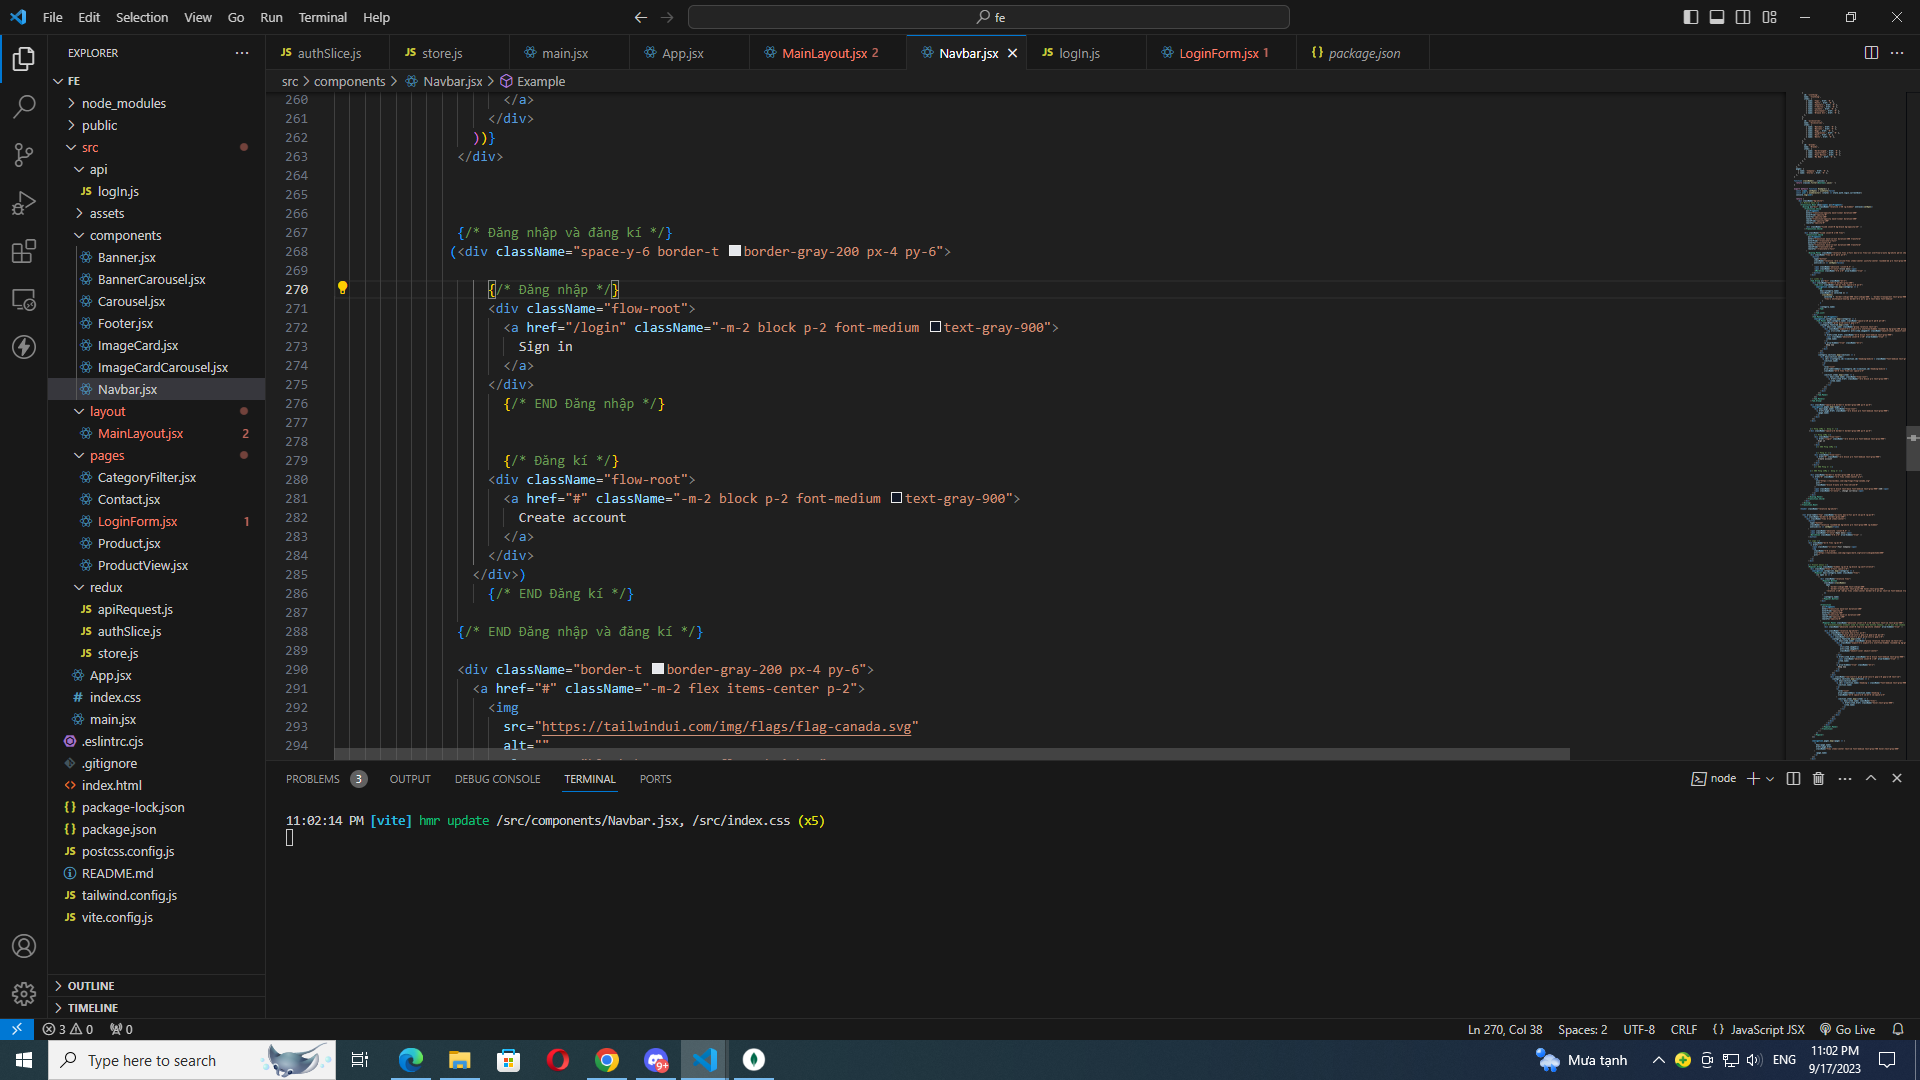 File Edit Selection View Go Run Terminal Help
fe
EXPLORER
FE
node_modules
public
src
api
JS logIn.js
assets
components
Banner.jsx
BannerCarousel.jsx
Carousel.jsx
Footer.jsx
ImageCard.jsx
ImageCardCarousel.jsx
Navbar.jsx
layout
MainLayout.jsx 2
pages
CategoryFilter.jsx
Contact.jsx
LoginForm.jsx 1
Product.jsx
ProductView.jsx
redux
JS apiRequest.js
JS authSlice.js
JS store.js
App.jsx
# index.css
main.jsx
.eslintrc.cjs
.gitignore
<> index.html
{} package-lock.json
{} package.json
postcss.config.js
README.md
JS tailwind.config.js
JS vite.config.js
OUTLINE
TIMELINE
JS authSlice.js JS store.js main.jsx App.jsx MainLayout.jsx 2 Navbar.jsx JS logIn.js LoginForm.jsx 1 {} package.json
src > components > Navbar.jsx > Example
260 </a>
261 </div>
262 ))}
263 </div>
264
265
266
267 {/* Đăng nhập và đăng kí */}
268 (<div className="space-y-6 border-t border-gray-200 px-4 py-6">
269
270 {/* Đăng nhập */}
271 <div className="flow-root">
272 <a href="/login" className="-m-2 block p-2 font-medium text-gray-900">
273 Sign in
274 </a>
275 </div>
276 {/* END Đăng nhập */}
277
278
279 {/* Đăng kí */}
280 <div className="flow-root">
281 <a href="#" className="-m-2 block p-2 font-medium text-gray-900">
282 Create account
283 </a>
284 </div>
285 </div>)
286 {/* END Đăng kí */}
287
288 {/* END Đăng nhập và đăng kí */}
289
290 <div className="border-t border-gray-200 px-4 py-6">
291 <a href="#" className="-m-2 flex items-center p-2">
292 <img
293 src="https://tailwindui.com/img/flags/flag-canada.svg"
294 alt=""
PROBLEMS 3 OUTPUT DEBUG CONSOLE TERMINAL PORTS
node
11:02:14 PM [vite] hmr update /src/components/Navbar.jsx, /src/index.css (x5)
3 0 0
Ln 270, Col 38 Spaces: 2 UTF-8 CRLF {} JavaScript JSX Go Live
Type here to search
9+
Mưa tạnh
ENG
11:02 PM
9/17/2023